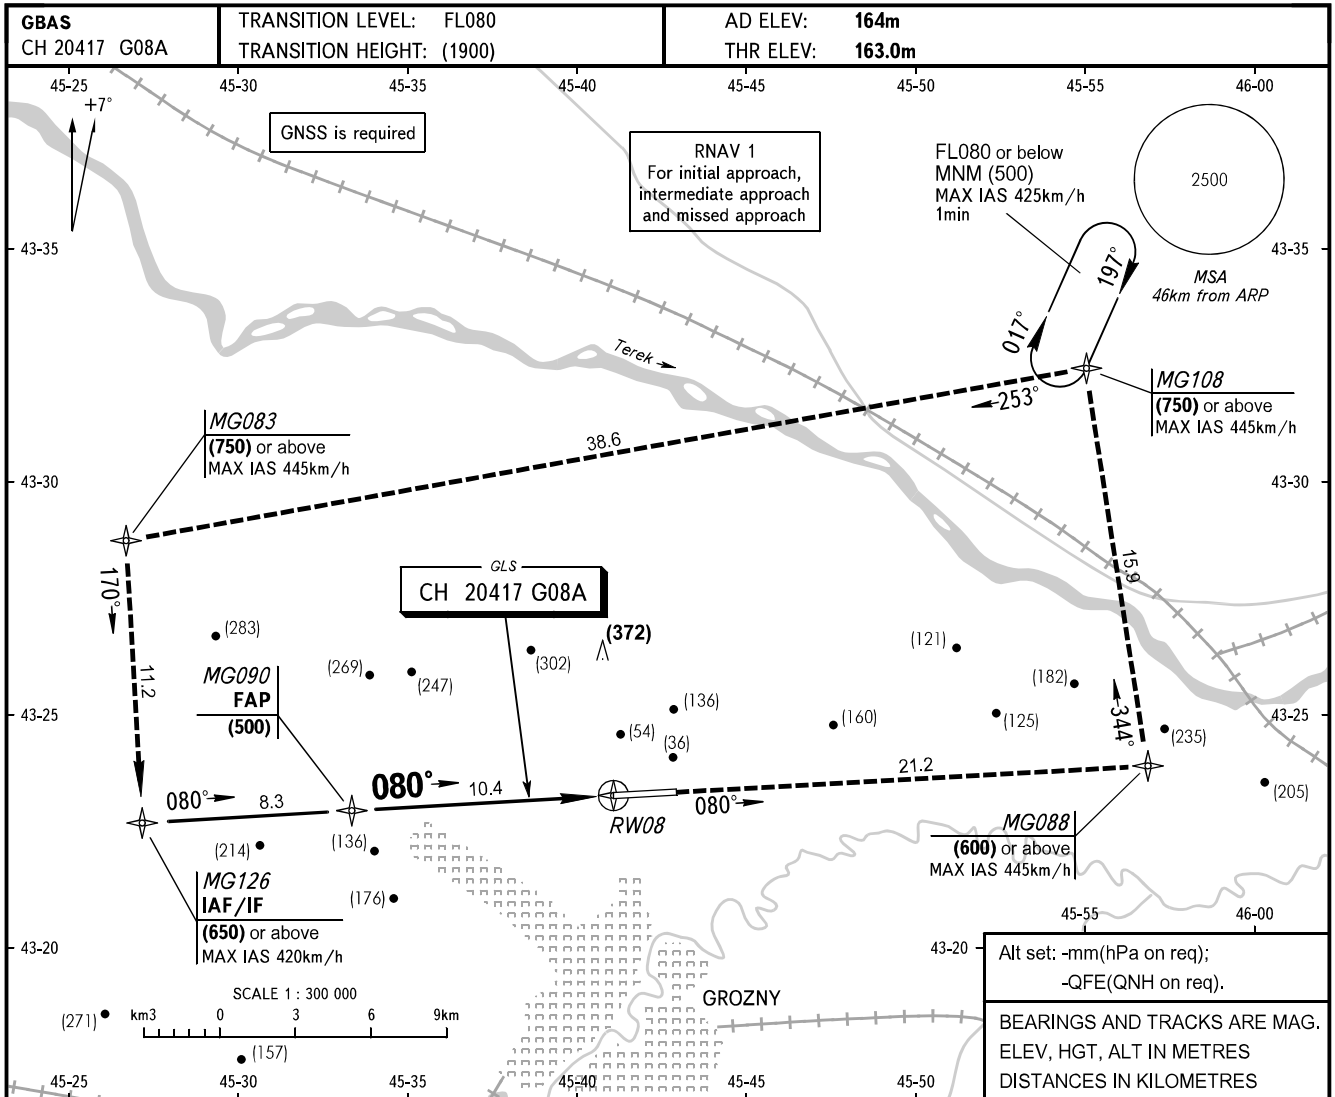 GBAS
CH 20417 G08A
TRANSITION LEVEL: FL080
TRANSITION HEIGHT: (1900)
AD ELEV: 164m
THR ELEV: 163.0m
45-25
45-30
45-35
45-40
45-45
45-50
45-55
46-00
+7°
GNSS is required
RNAV 1
For initial approach,
intermediate approach
and missed approach
FL080 or below
MNM (500)
MAX IAS 425km/h
1min
2500
MSA
46km from ARP
43-35
43-35
197°
017°
Terek
MG108
(750) or above
MAX IAS 445km/h
253°
38.6
MG083
(750) or above
MAX IAS 445km/h
43-30
43-30
GLS
CH 20417 G08A
170°
11.2
15.9
(283)
(269)
(247)
(302)
(372)
(121)
(182)
MG090
FAP
(500)
43-25
43-25
(136)
(54)
(36)
(160)
(125)
344°
(235)
(205)
080°
8.3
080°
10.4
RW08
080°
21.2
MG088
(600) or above
MAX IAS 445km/h
(214)
(136)
(176)
MG126
IAF/IF
(650) or above
MAX IAS 420km/h
45-55
46-00
43-20
43-20
SCALE 1 : 300 000
km3 0 3 6 9km
(271)
(157)
GROZNY
Alt set: -mm(hPa on req);
-QFE(QNH on req).
BEARINGS AND TRACKS ARE MAG.
ELEV, HGT, ALT IN METRES
DISTANCES IN KILOMETRES
45-25
45-30
45-35
45-40
45-45
45-50